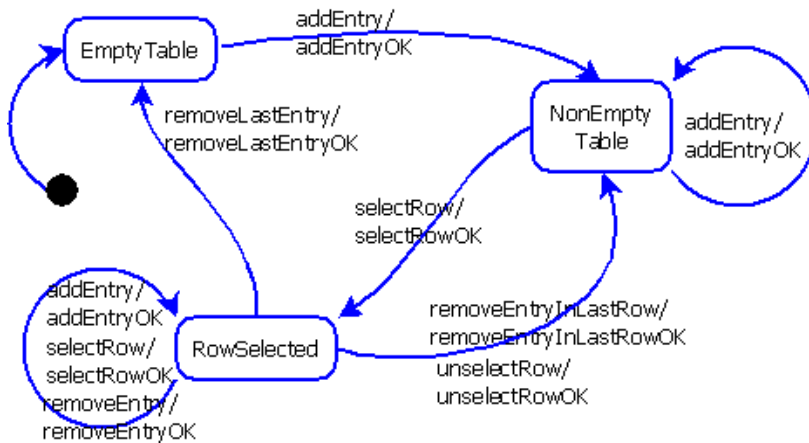 addEntry/
addEntryOK
EmptyTable
removeLastEntry/
removeLastEntryOK
NonEmpty
Table
addEntry/
addEntryOK
selectRow/
selectRowOK
addEntry/
addEntryOK
selectRow/
selectRowOK
removeEntry/
removeEntryOK
RowSelected
removeEntryInLastRow/
removeEntryInLastRowOK
unselectRow/
unselectRowOK